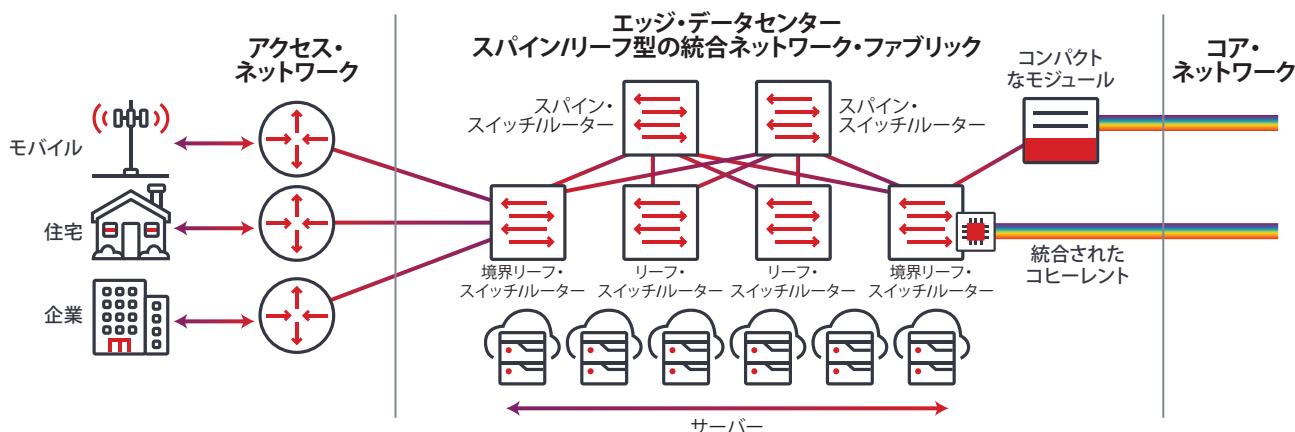 エッジ・データセンター
スパイン/リーフ型の統合ネットワーク・ファブリック
アクセス・
ネットワーク
コア・
ネットワーク
コンパクト
なモジュール
スパイン・
スイッチ/ルーター
スパイン・
スイッチ/ルーター
モバイル
住宅
企業
境界リーフ・
スイッチ/ルーター
リーフ・
スイッチ/ルーター
リーフ・
スイッチ/ルーター
境界リーフ・
スイッチ/ルーター
統合された
コヒーレント
サーバー